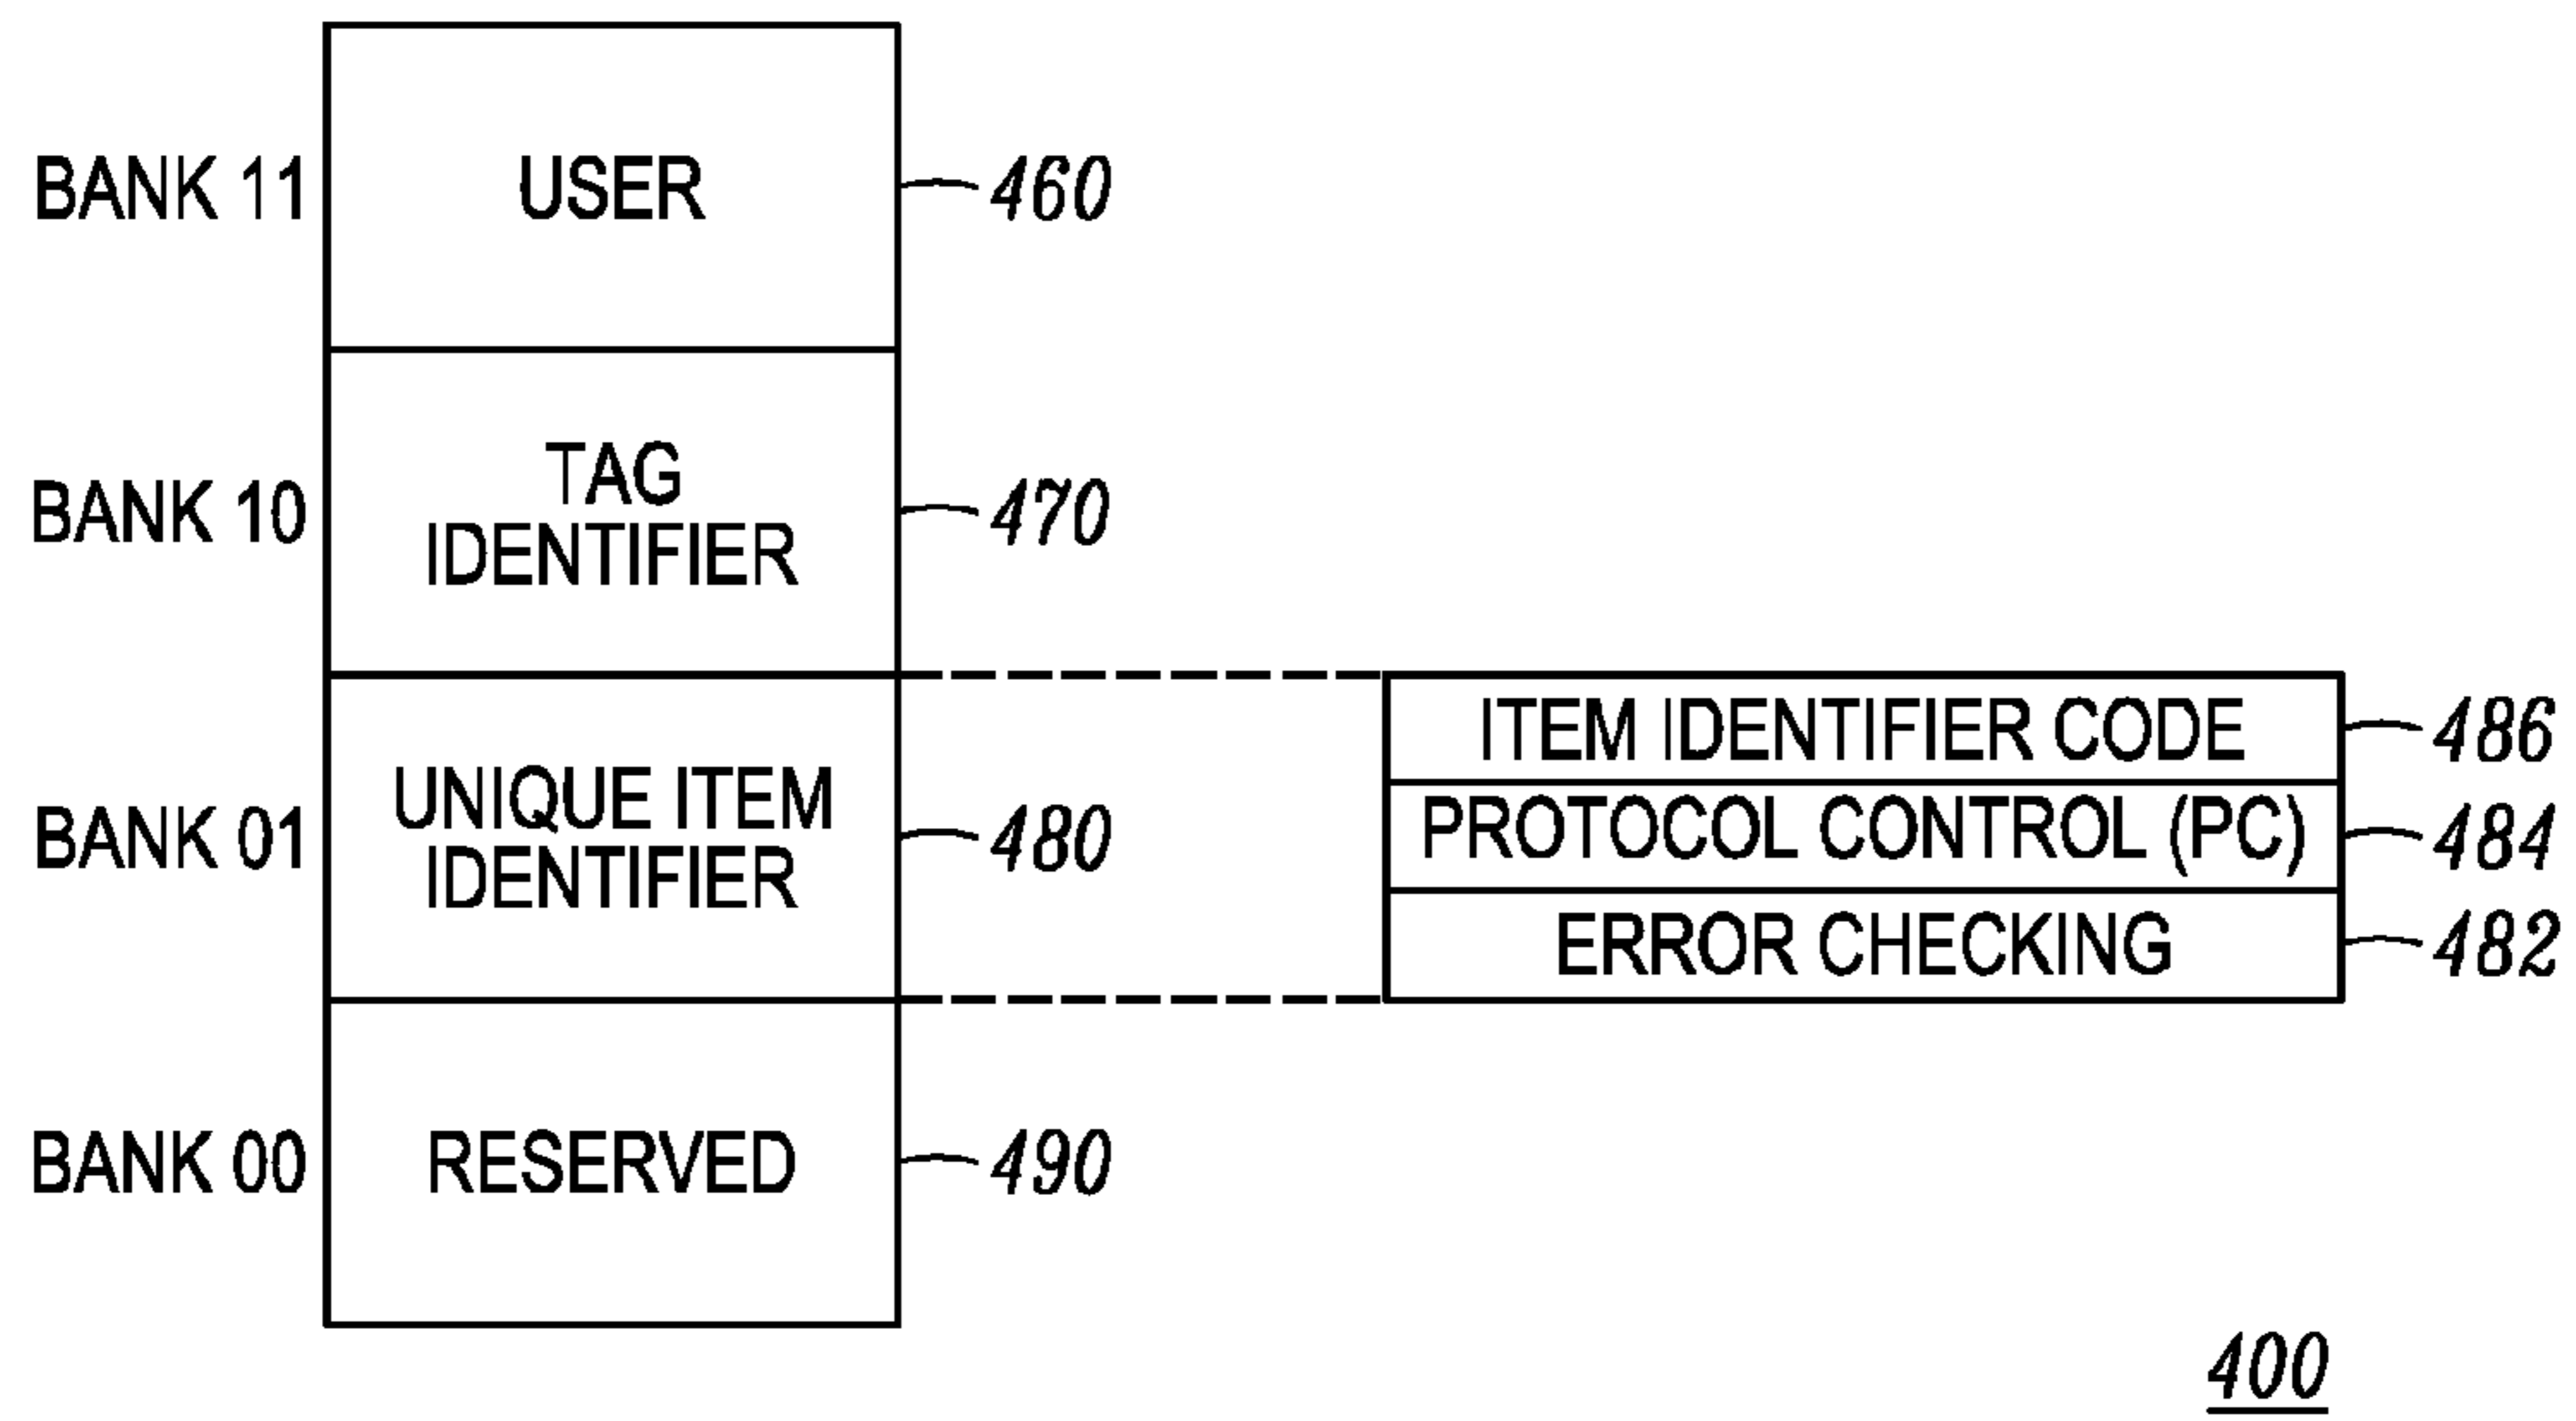 BANK 11 USER 460
BANK 10 TAG IDENTIFIER 470
BANK 01 UNIQUE ITEM IDENTIFIER 480
ITEM IDENTIFIER CODE 486
PROTOCOL CONTROL (PC) 484
ERROR CHECKING 482
BANK 00 RESERVED 490
400